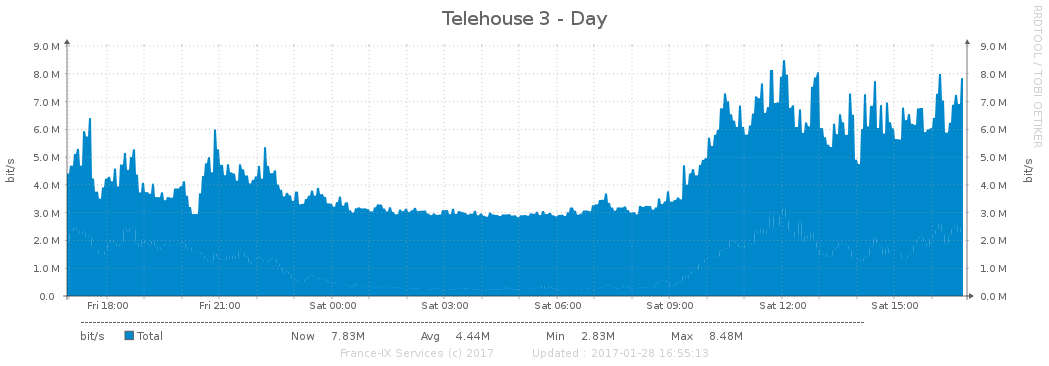 Telehouse 3 - Day
RRDTOOL / TOBI OETIKER
9.0 M 9.0 M
8.0 M 8.0 M
7.0 M 7.0 M
6.0 M 6.0 M
5.0 M 5.0 M
4.0 M 4.0 M
3.0 M 3.0 M
2.0 M 2.0 M
1.0 M 1.0 M
0.0 0.0 M
bit/s bit/s
Fri 18:00 Fri 21:00 Sat 00:00 Sat 03:00 Sat 06:00 Sat 09:00 Sat 12:00 Sat 15:00
bit/s Total Now 7.83M Avg 4.44M Min 2.83M Max 8.48M
France-IX Services (c) 2017 Updated : 2017-01-28 16:55:13